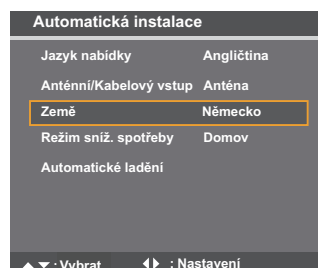 Automatická instalace
Jazyk nabídky Angličtina
Anténní/Kabelový vstup Anténa
Země Německo
Režim sníž. spotřeby Domov
Automatické ladění
: Vybrat : Nastavení